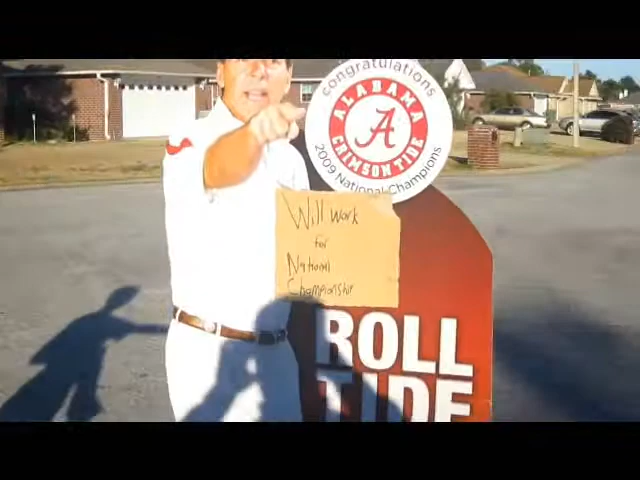 Congratulations
ALABAMA
A
CRIMSON TIDE
2009 National Champions
Will work
for
National
Championship
ROLL
TIDE